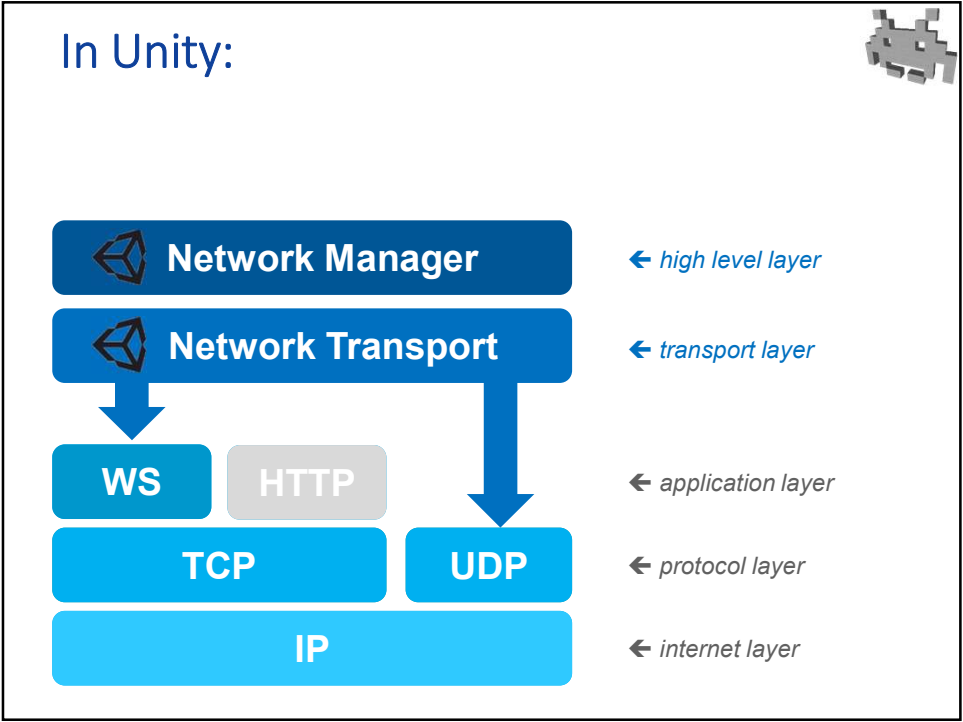 In Unity:
Network Manager
🡰 high level layer
Network Transport
🡰 transport layer
WS
HTTP
🡰 application layer
TCP
UDP
🡰 protocol layer
IP
🡰 internet layer